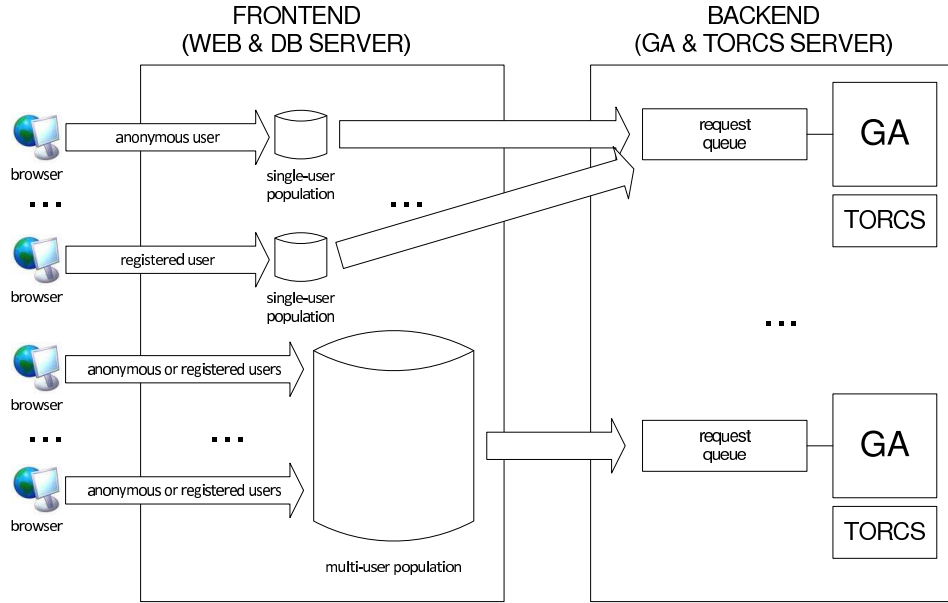 FRONTEND
(WEB & DB SERVER)
BACKEND
(GA & TORCS SERVER)
browser
anonymous user
single-user
population
...
...
request
queue
GA
TORCS
browser
registered user
single-user
population
...
browser
anonymous or registered users
...
...
browser
anonymous or registered users
multi-user population
request
queue
GA
TORCS